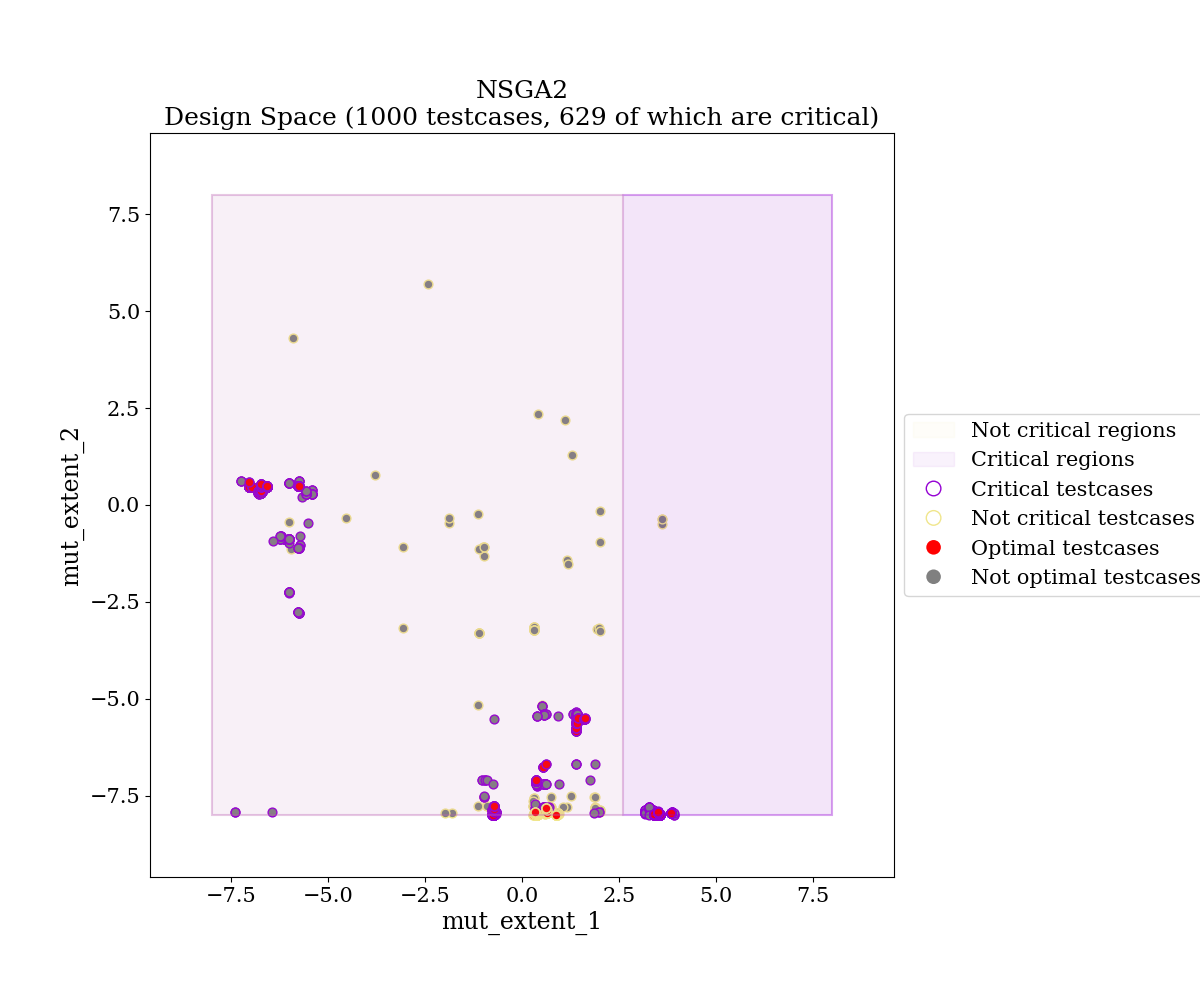 NSGA2
Design Space (1000 testcases, 629 of which are critical)
7.5
5.0
2.5
0.0
−2.5
−5.0
−7.5
mut_extent_2
−7.5
−5.0
−2.5
0.0
2.5
5.0
7.5
mut_extent_1
Not critical regions
Critical regions
Critical testcases
Not critical testcases
Optimal testcases
Not optimal testcases